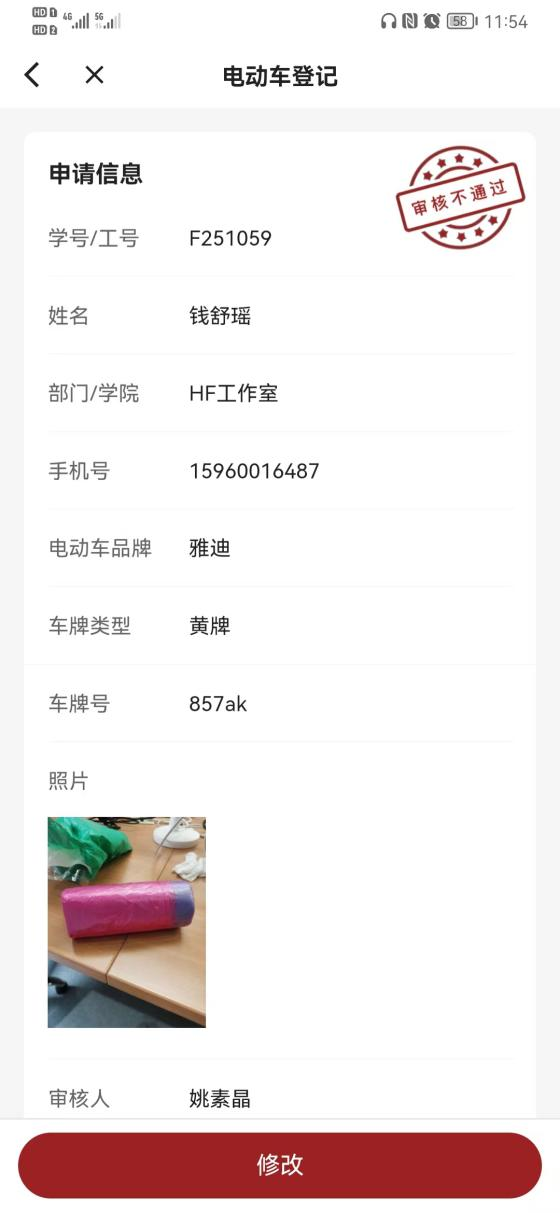 HD 1 4G 5G 58 11:54
HD 2
电动车登记
申请信息
审核不通过
学号/工号 F251059
姓名 钱舒瑶
部门/学院 HF工作室
手机号 15960016487
电动车品牌 雅迪
车牌类型 黄牌
车牌号 857ak
照片
审核人 姚素晶
修改